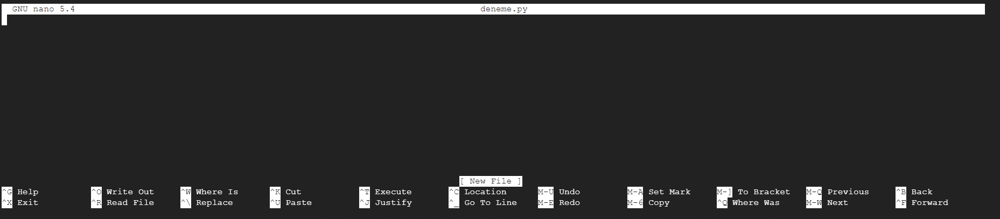 GNU nano 5.4 deneme.py
[ New File ]
^G Help ^O Write Out ^W Where Is ^K Cut ^T Execute ^C Location M-U Undo M-A Set Mark M-] To Bracket M-Q Previous ^B Back
^X Exit ^R Read File ^\ Replace ^U Paste ^J Justify ^_ Go To Line M-E Redo M-6 Copy ^Q Where Was M-W Next ^F Forward